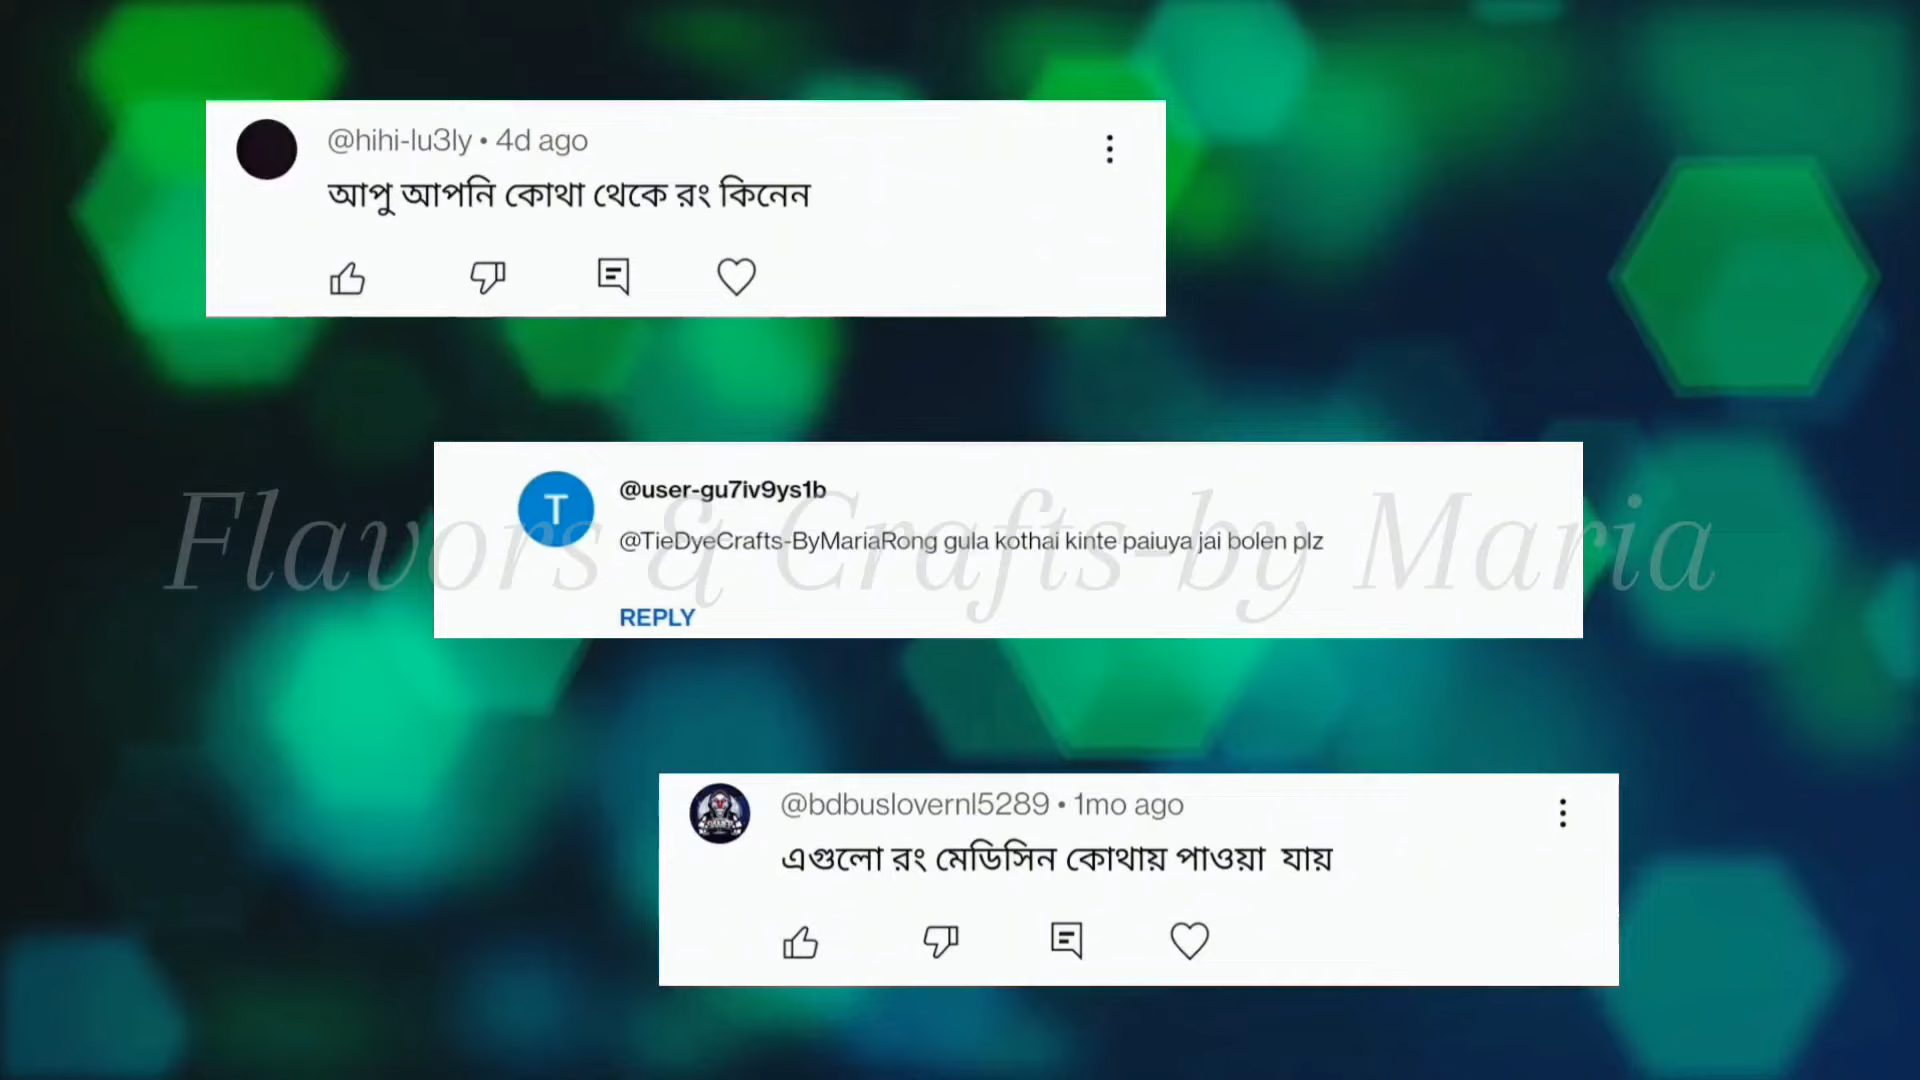 @hihi-lu3ly • 4d ago
আপু আপনি কোথা থেকে রং কিনেন
T
@user-gu7iv9ys1b
@TieDyeCrafts-ByMariaRong gula kothai kinte paiuya jai bolen plz
Flavors & Crafts-by Maria
REPLY
@bdbuslovernl5289 • 1mo ago
এগুলো রং মেডিসিন কোথায় পাওয়া যায়